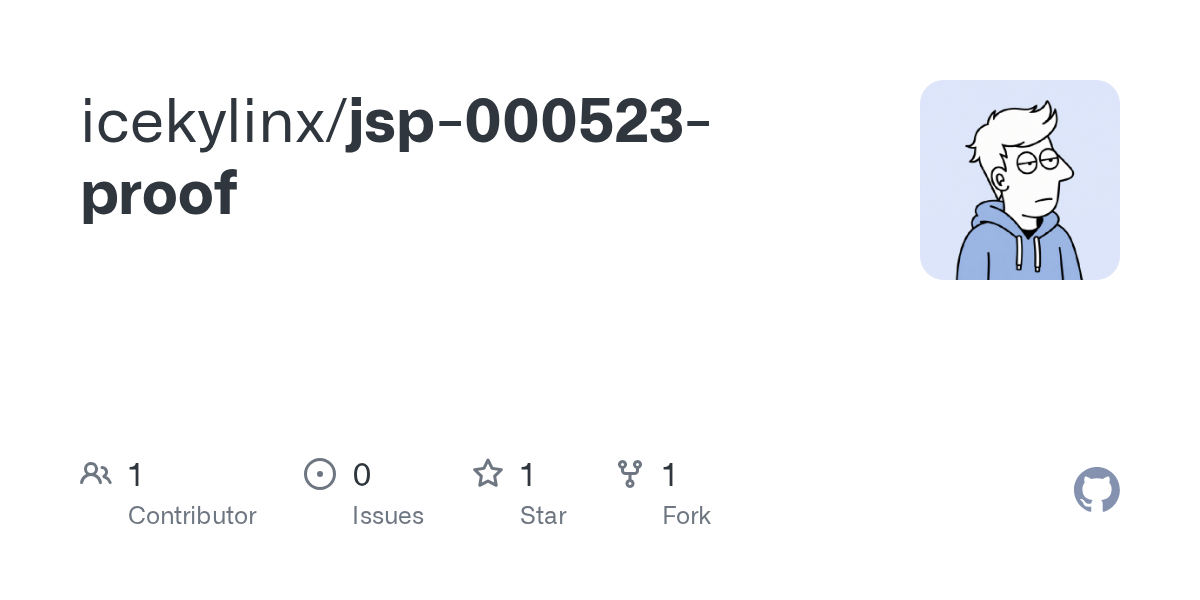 icekylinx/jsp-000523-
proof
1
Contributor
0
Issues
1
Star
1
Fork